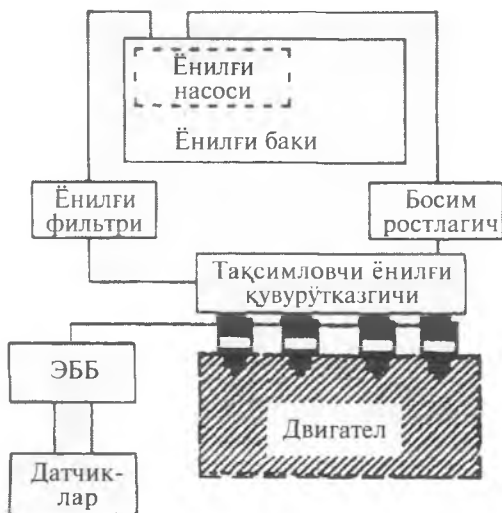 Ёнилғи
насоси
Ёнилғи баки
Ёнилғи
фильтри
Босим
ростлагич
Тақсимловчи ёнилғи
қувурўтказгичи
ЭББ
Двигател
Датчик-
лар